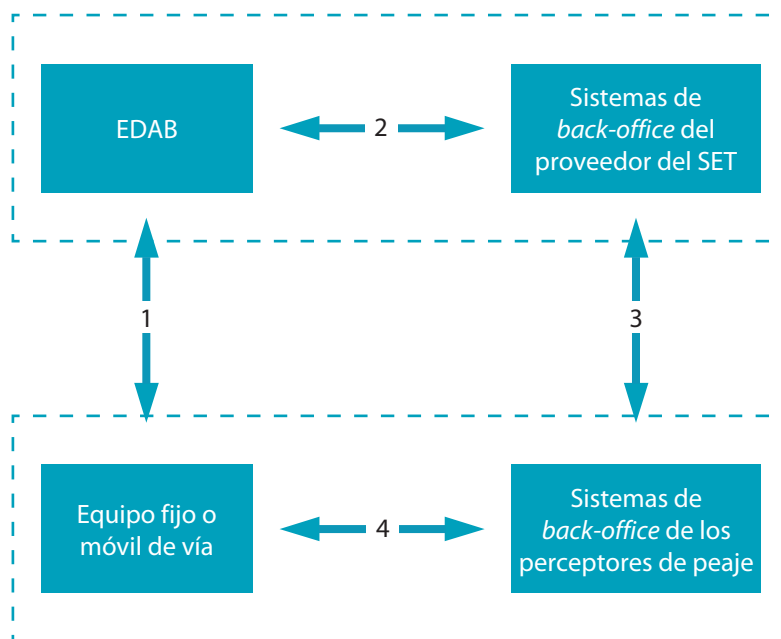 EDAB
2
Sistemas de
back-office del
proveedor del SET
1
3
Equipo fijo o
móvil de vía
4
Sistemas de
back-office de los
perceptores de peaje